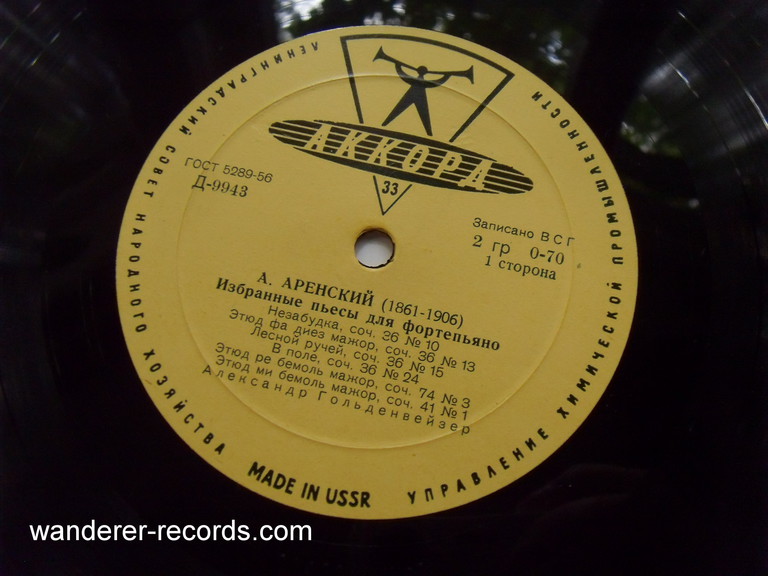 ЛЕНИНГРАДСКИЙ СОВЕТ НАРОДНОГО ХОЗЯЙСТВА
УПРАВЛЕНИЕ ХИМИЧЕСКОЙ ПРОМЫШЛЕННОСТИ
АККОРД
33
ГОСТ 5289-56
Д-9943
Записано ВСГ
2 гр 0-70
1 сторона
А. АРЕНСКИЙ (1861-1906)
Избранные пьесы для фортепьяно
Незабудка, соч. 36 № 10
Этюд фа диез мажор, соч. 36 № 13
Лесной ручей, соч. 36 № 15
В поле, соч. 36 № 24
Этюд ре бемоль мажор, соч. 74 № 3
Этюд ми бемоль мажор, соч. 41 № 1
Александр Гольденвейзер
MADE IN USSR
wanderer-records.com